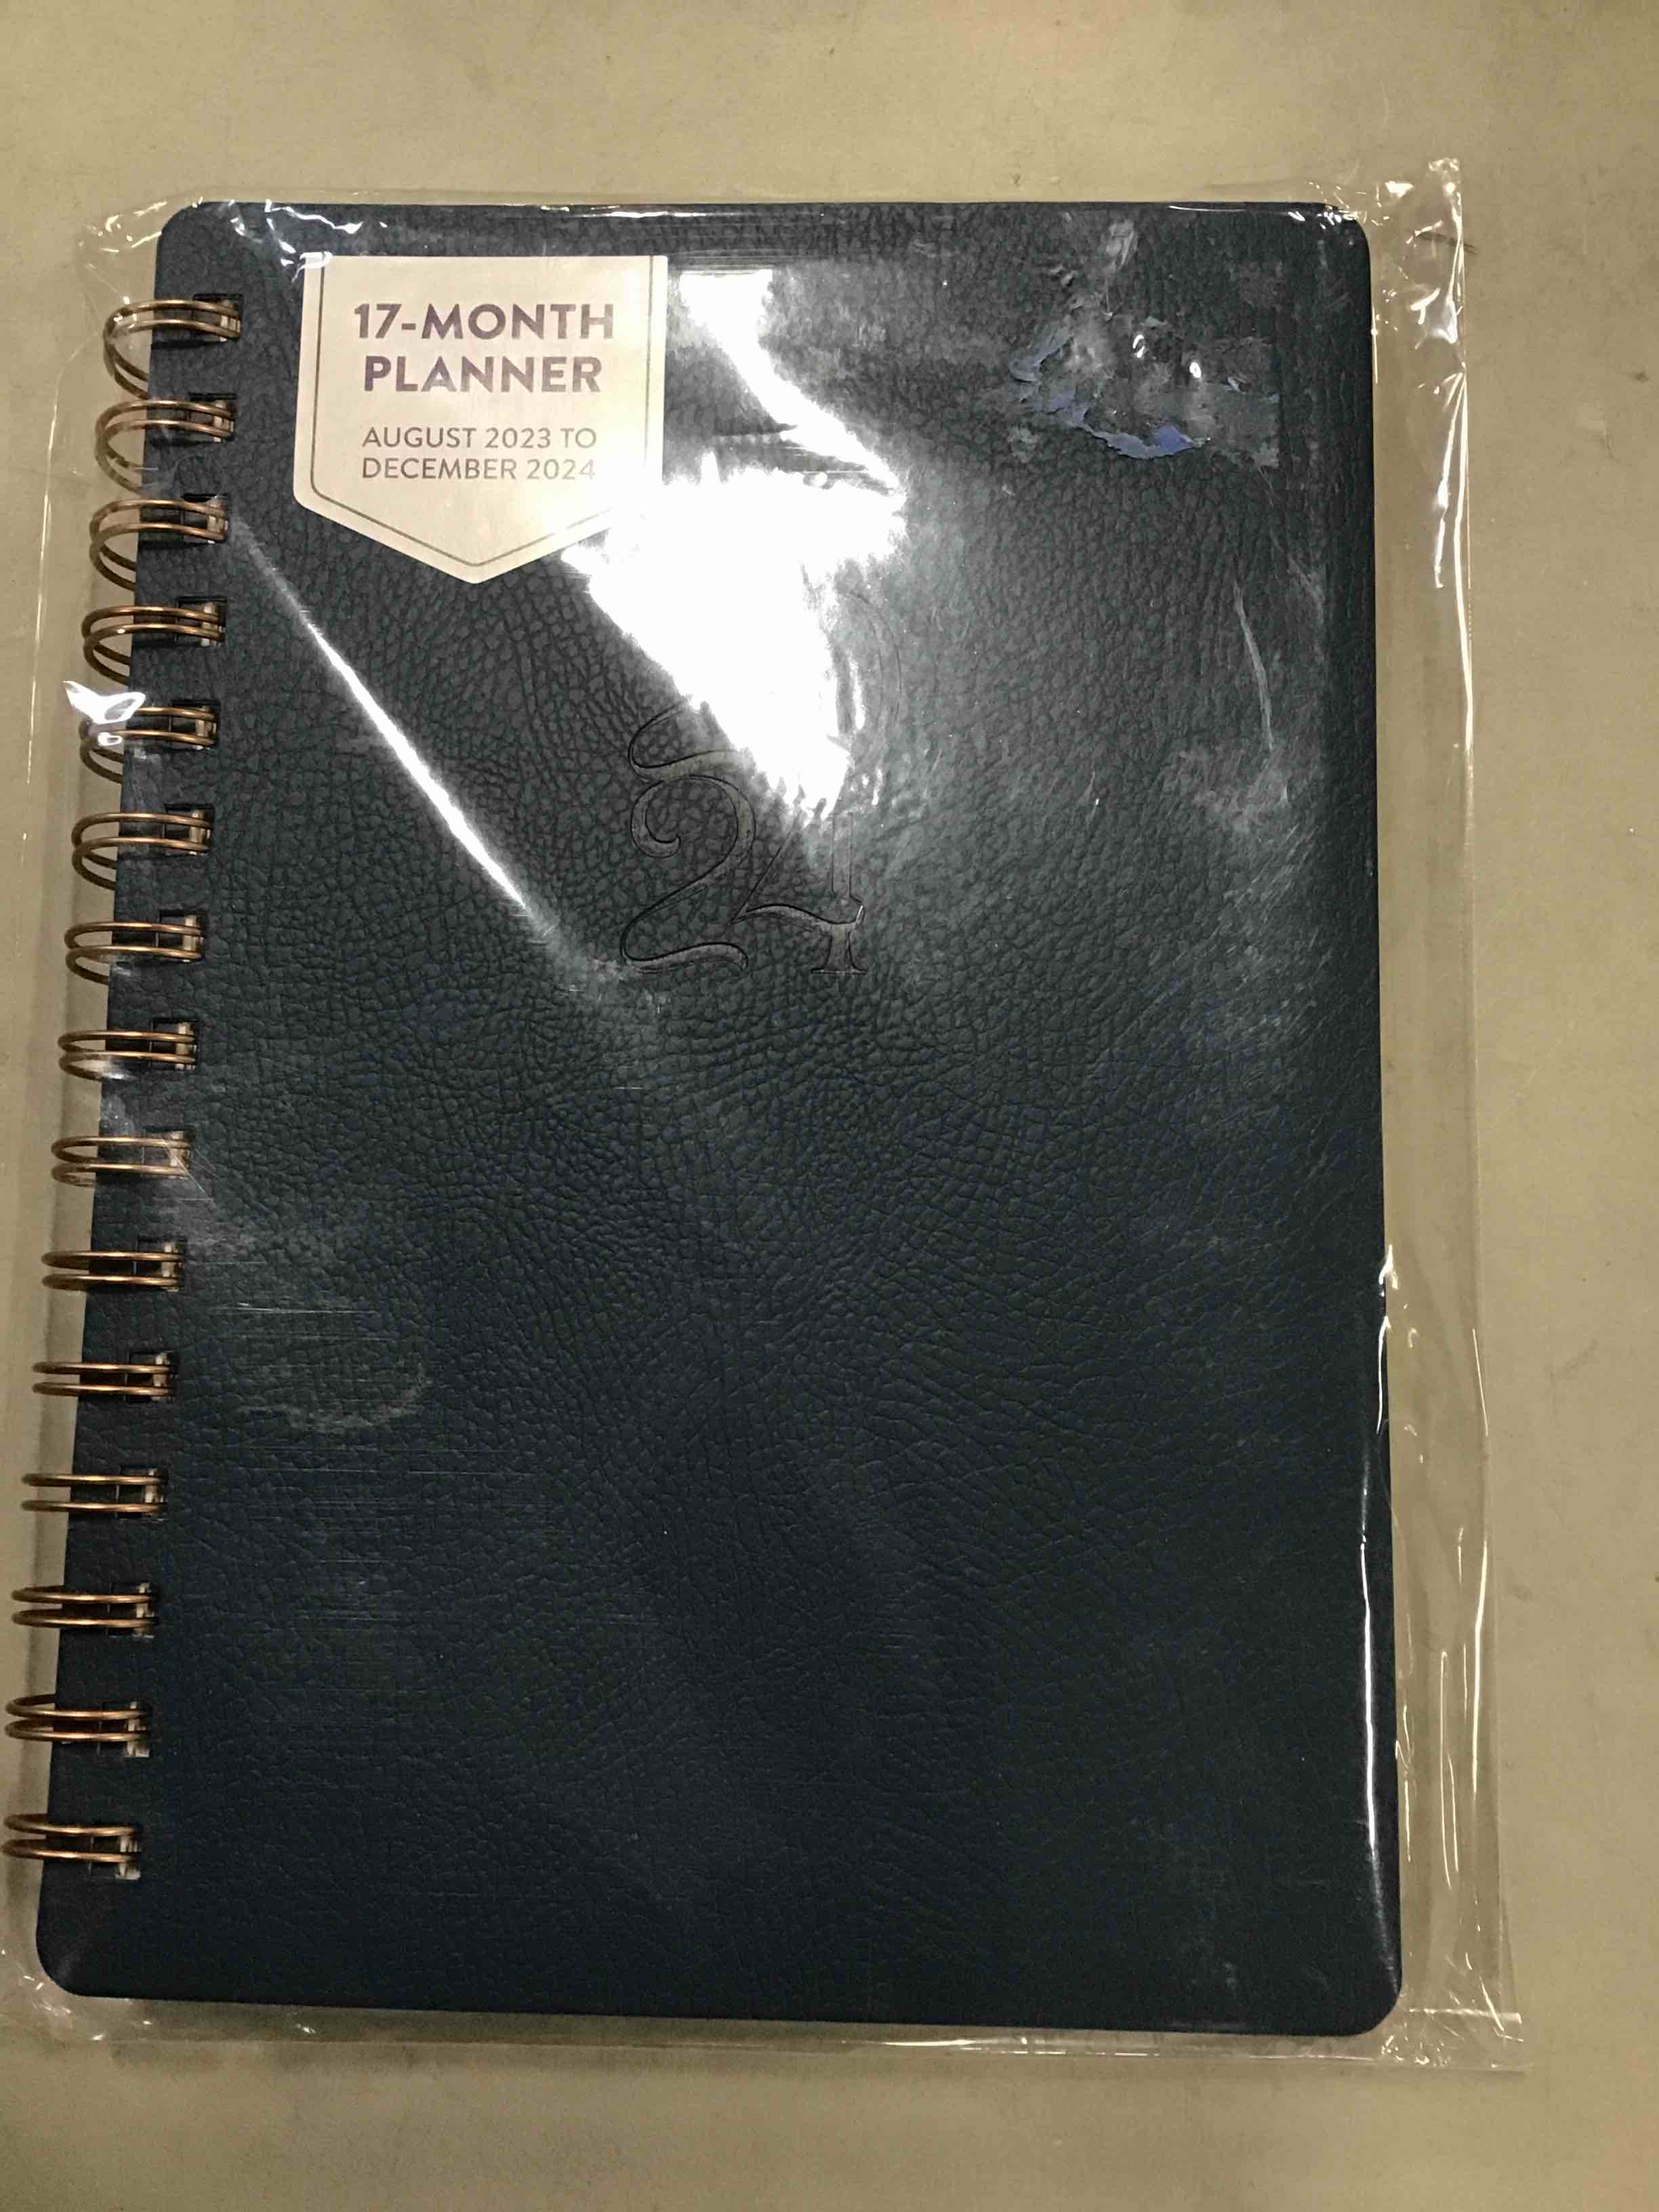 17-MONTH
PLANNER
AUGUST 2023 TO
DECEMBER 2024
24